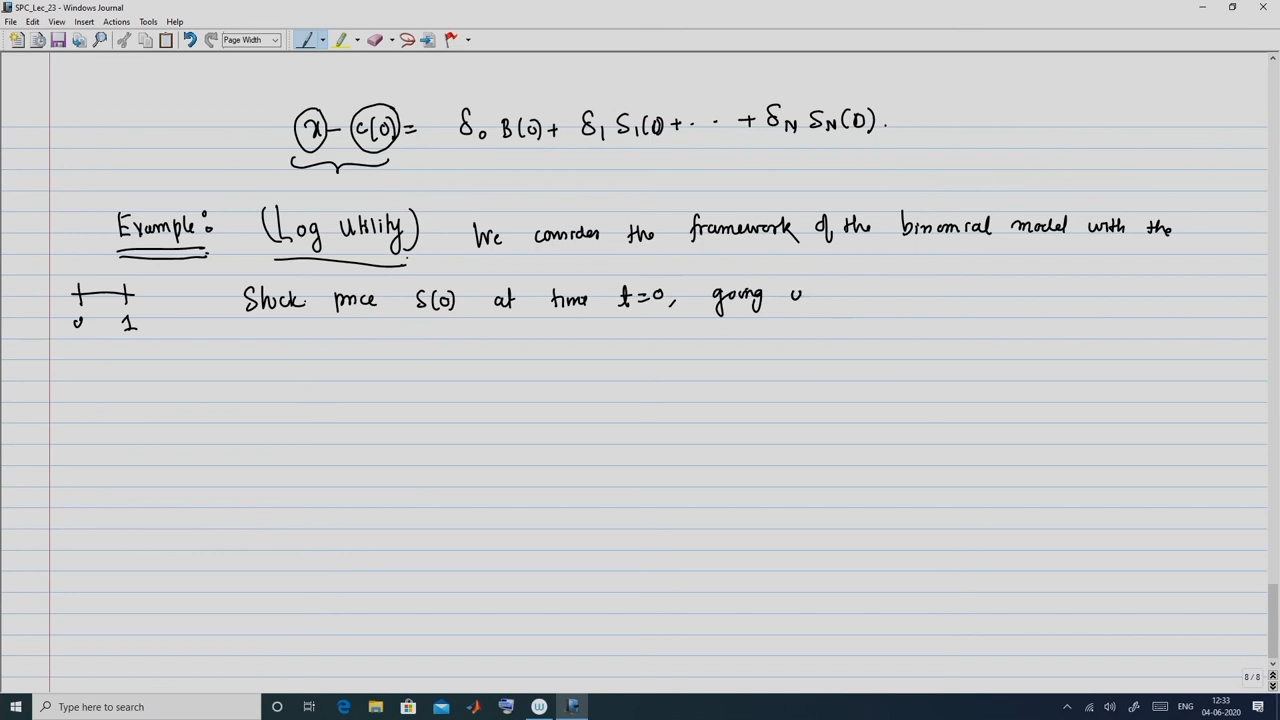 SPC_Lec_23 - Windows Journal
File Edit View Insert Actions Tools Help
Page Width
x - c(0) = δ₀ B(0) + δ₁ S₁(0) + · · · + δ_N S_N(0).
Example: (Log Utility) We consider the framework of the binomial model with the
0 1
Stock price S(0) at time t=0, going u
8 / 8
Type here to search
ENG
12:33
04-06-2020